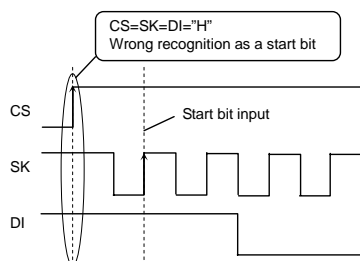 CS=SK=DI=”H”
Wrong recognition as a start bit
CS
Start bit input
SK
DI